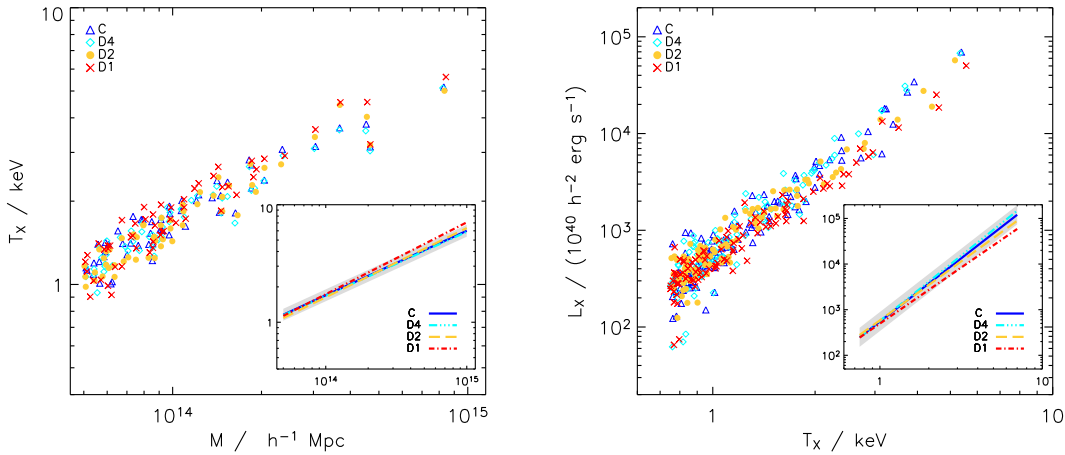 10
1
T_X / keV
C
D4
D2
D1
10
1
10^14
10^15
C
D4
D2
D1
10^14
10^15
M / h^-1 Mpc
10^5
10^4
10^3
10^2
L_X / (10^40 h^-2 erg s^-1)
C
D4
D2
D1
10^5
10^4
10^3
10^2
1
10
C
D4
D2
D1
1
10
T_X / keV